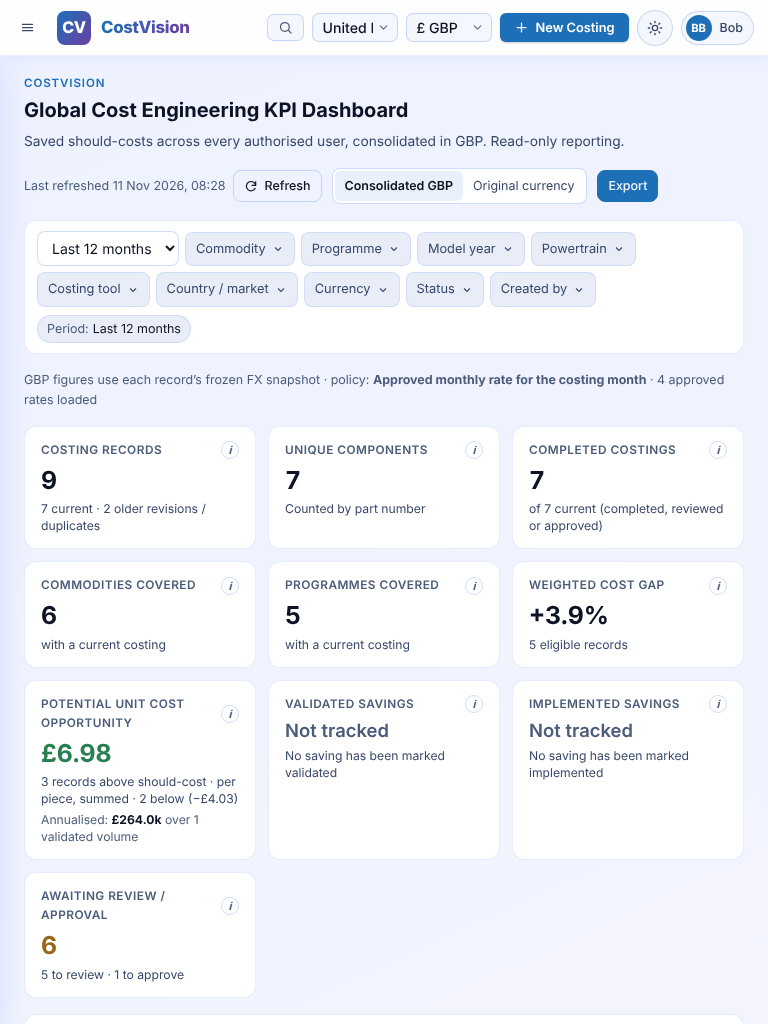 CV CostVision United I £ GBP + New Costing BB Bob
COSTVISION
Global Cost Engineering KPI Dashboard
Saved should-costs across every authorised user, consolidated in GBP. Read-only reporting.
Last refreshed 11 Nov 2026, 08:28 Refresh Consolidated GBP Original currency Export
Last 12 months Commodity Programme Model year Powertrain
Costing tool Country / market Currency Status Created by
Period: Last 12 months
GBP figures use each record’s frozen FX snapshot · policy: Approved monthly rate for the costing month · 4 approved
rates loaded
COSTING RECORDS i
9
7 current · 2 older revisions /
duplicates
UNIQUE COMPONENTS i
7
Counted by part number
COMPLETED COSTINGS i
7
of 7 current (completed, reviewed
or approved)
COMMODITIES COVERED i
6
with a current costing
PROGRAMMES COVERED i
5
with a current costing
WEIGHTED COST GAP i
+3.9%
5 eligible records
POTENTIAL UNIT COST
OPPORTUNITY i
£6.98
3 records above should-cost · per
piece, summed · 2 below (−£4.03)
Annualised: £264.0k over 1
validated volume
VALIDATED SAVINGS i
Not tracked
No saving has been marked
validated
IMPLEMENTED SAVINGS i
Not tracked
No saving has been marked
implemented
AWAITING REVIEW /
APPROVAL i
6
5 to review · 1 to approve